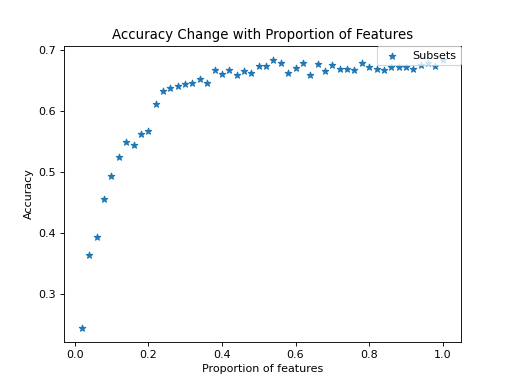 Accuracy Change with Proportion of Features
Subsets
Accuracy
0.7
0.6
0.5
0.4
0.3
0.0 0.2 0.4 0.6 0.8 1.0
Proportion of features